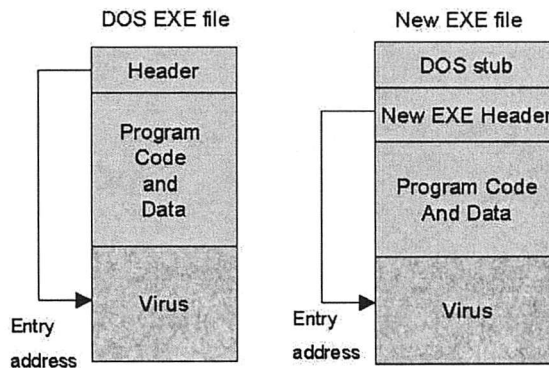 DOS EXE file
Header
Program
Code
and
Data
Virus
Entry
address
New EXE file
DOS stub
New EXE Header
Program Code
And Data
Virus
Entry
address